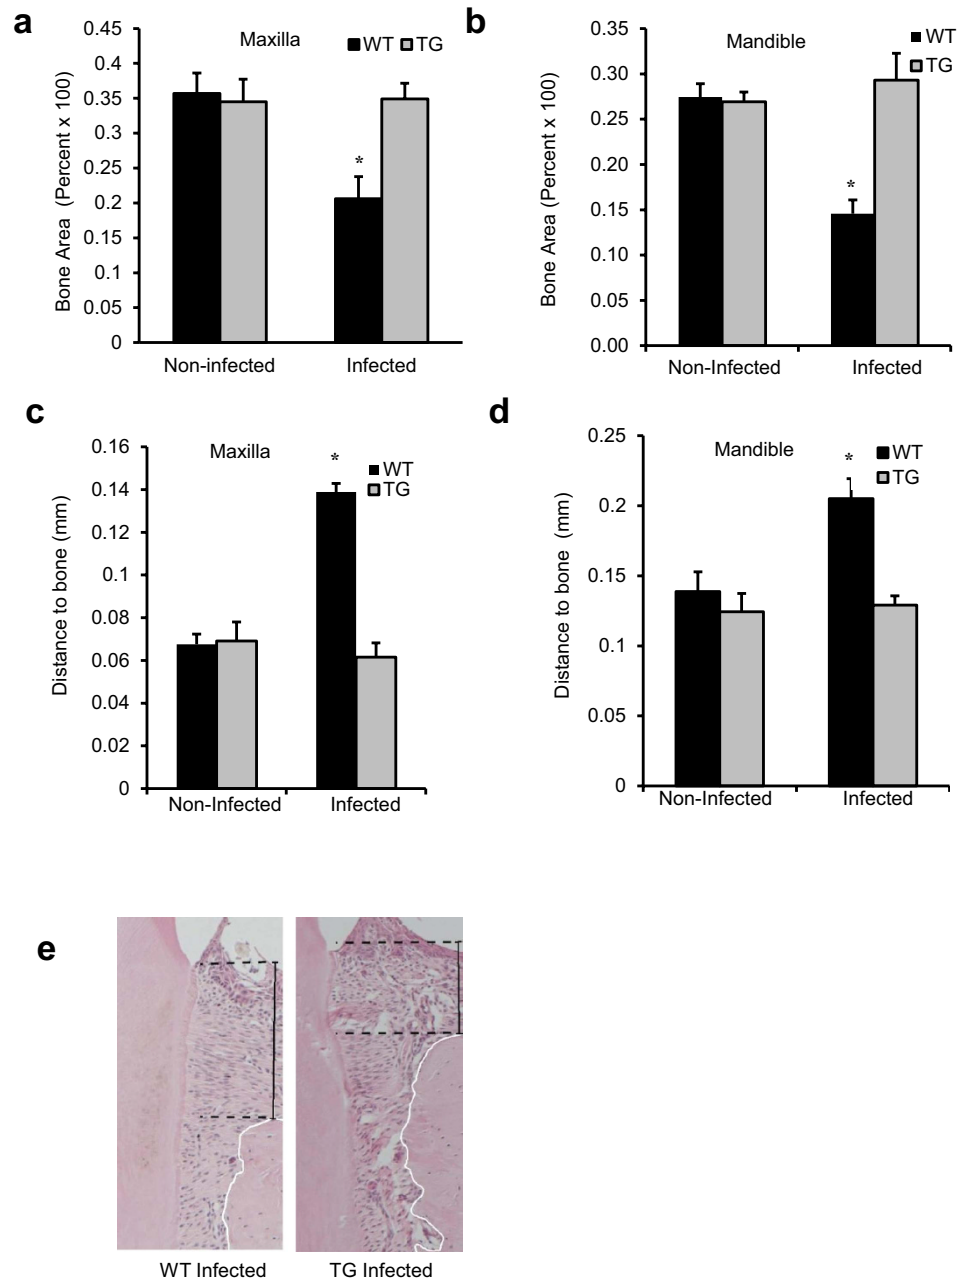 a
Maxilla
WT TG
Bone Area (Percent x 100)
0.45
0.4
0.35
0.3
0.25
0.2
0.15
0.1
0.05
0
*
Non-infected Infected
b
Mandible
WT
TG
Bone Area (Percent x 100)
0.35
0.30
0.25
0.20
0.15
0.10
0.05
0.00
*
Non-Infected Infected
c
Maxilla
WT
TG
Distance to bone (mm)
0.16
0.14
0.12
0.1
0.08
0.06
0.04
0.02
0
*
Non-Infected Infected
d
Mandible
WT
TG
Distance to bone (mm)
0.25
0.2
0.15
0.1
0.05
0
*
Non-Infected Infected
e
WT Infected TG Infected